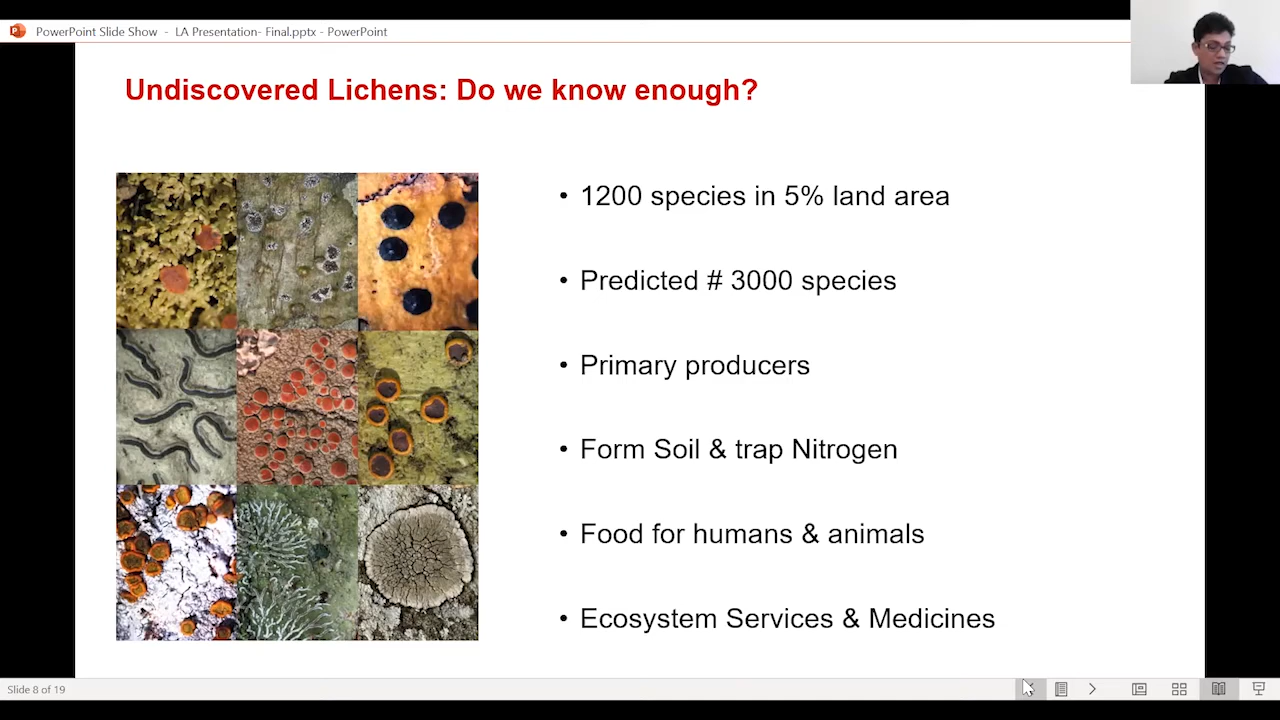 PowerPoint Slide Show - LA Presentation- Final.pptx - PowerPoint
Undiscovered Lichens: Do we know enough?
• 1200 species in 5% land area
• Predicted # 3000 species
• Primary producers
• Form Soil & trap Nitrogen
• Food for humans & animals
• Ecosystem Services & Medicines
Slide 8 of 19